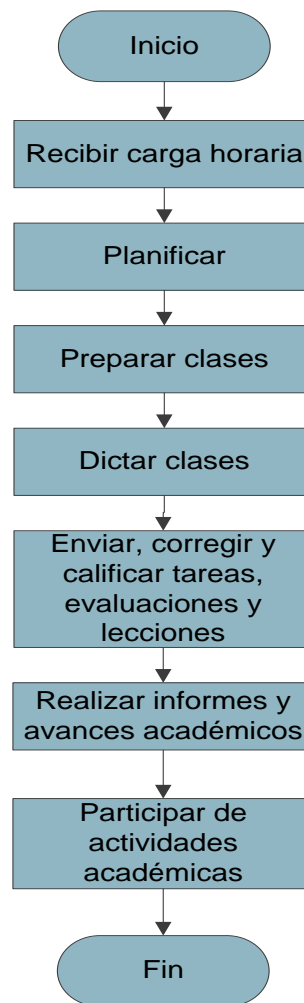 Inicio
Recibir carga horaria
Planificar
Preparar clases
Dictar clases
Enviar, corregir y
calificar tareas,
evaluaciones y
lecciones
Realizar informes y
avances académicos
Participar de
actividades
académicas
Fin